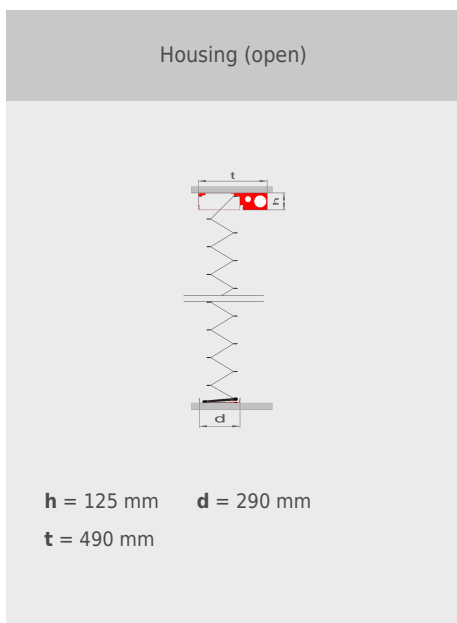 Housing (open)
t
h
d
h = 125 mm d = 290 mm
t = 490 mm